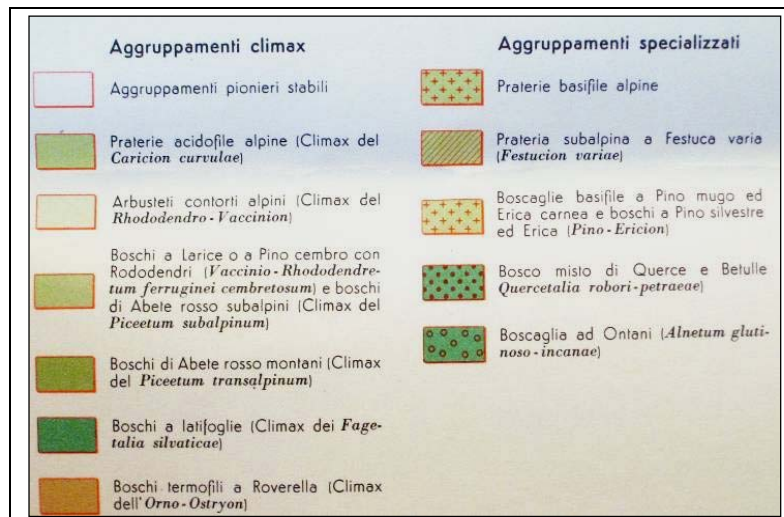 Aggruppamenti climax
Aggruppamenti pionieri stabili
Praterie acidofile alpine (Climax del
Caricion curvulae)
Arbusteti contorti alpini (Climax del
Rhododendro-Vaccinion)
Boschi a Larice o a Pino cembro con
Rododendri (Vaccinio-Rhododendre-
tum ferruginei cembretosum) e boschi
di Abete rosso subalpini (Climax del
Piceetum subalpinum)
Boschi di Abete rosso montani (Climax
del Piceetum transalpinum)
Boschi a latifoglie (Climax dei Fage-
talia silvaticae)
Boschi termofili a Roverella (Climax
dell'Orno-Ostryon)
Aggruppamenti specializzati
Praterie basifile alpine
Prateria subalpina a Festuca varia
(Festucion variae)
Boscaglie basifile a Pino mugo ed
Erica carnea e boschi a Pino silvestre
ed Erica (Pino-Ericion)
Bosco misto di Querce e Betulle
Quercetalia robori-petraeae)
Boscaglia ad Ontani (Alnetum gluti-
noso-incanae)